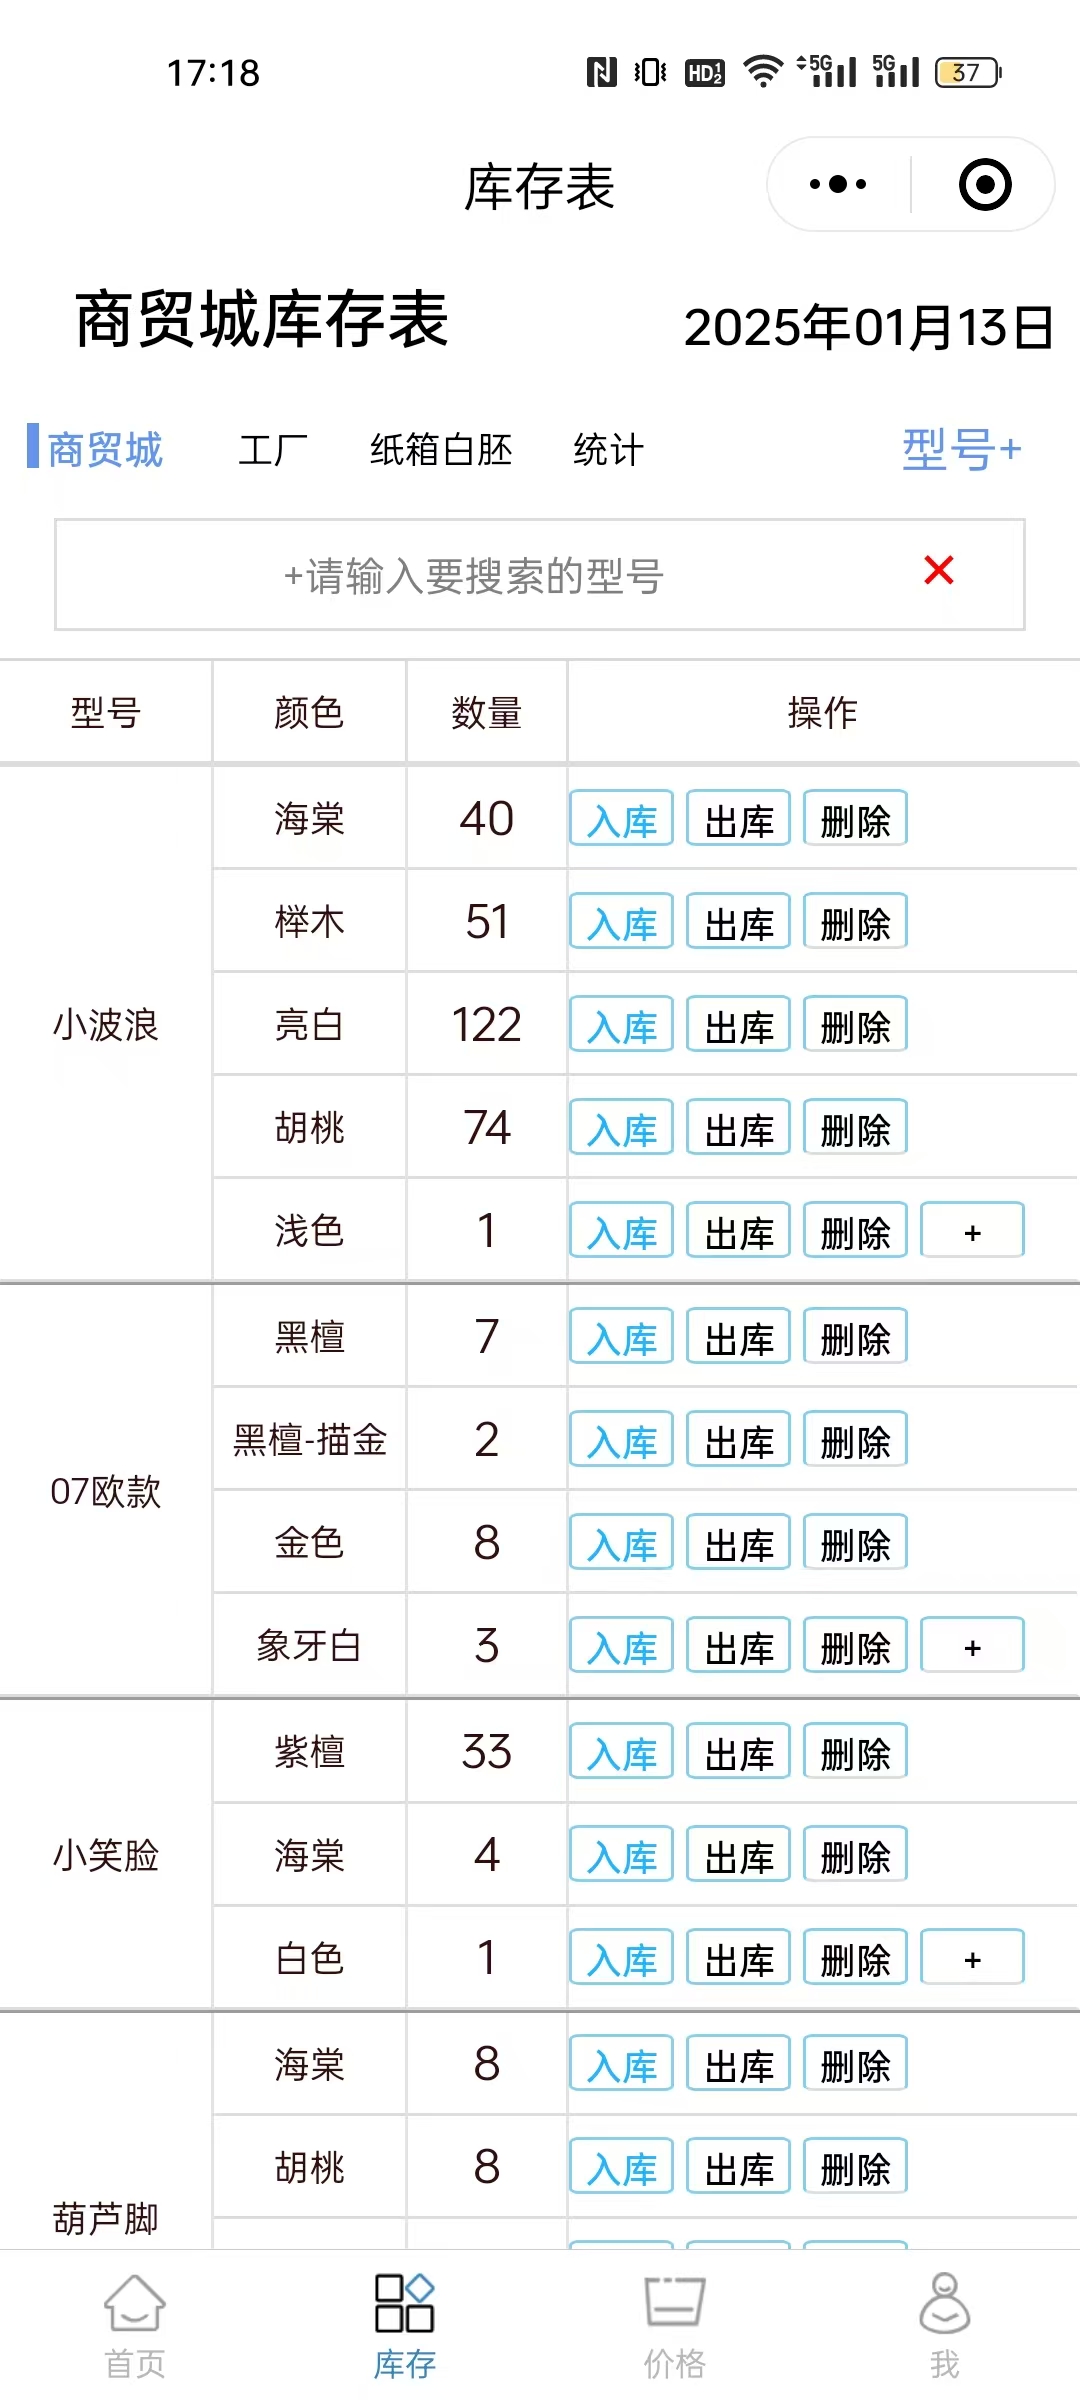 17:18 HD 1 2 5G 5G 37
库存表
商贸城库存表 2025年01月13日
商贸城 工厂 纸箱白胚 统计 型号+
+请输入要搜索的型号 ×
型号 颜色 数量 操作
海棠 40 入库 出库 删除
榉木 51 入库 出库 删除
小波浪 亮白 122 入库 出库 删除
胡桃 74 入库 出库 删除
浅色 1 入库 出库 删除 +
黑檀 7 入库 出库 删除
黑檀-描金 2 入库 出库 删除
07欧款
金色 8 入库 出库 删除
象牙白 3 入库 出库 删除 +
紫檀 33 入库 出库 删除
小笑脸 海棠 4 入库 出库 删除
白色 1 入库 出库 删除 +
海棠 8 入库 出库 删除
胡桃 8 入库 出库 删除
葫芦脚
首页 库存 价格 我